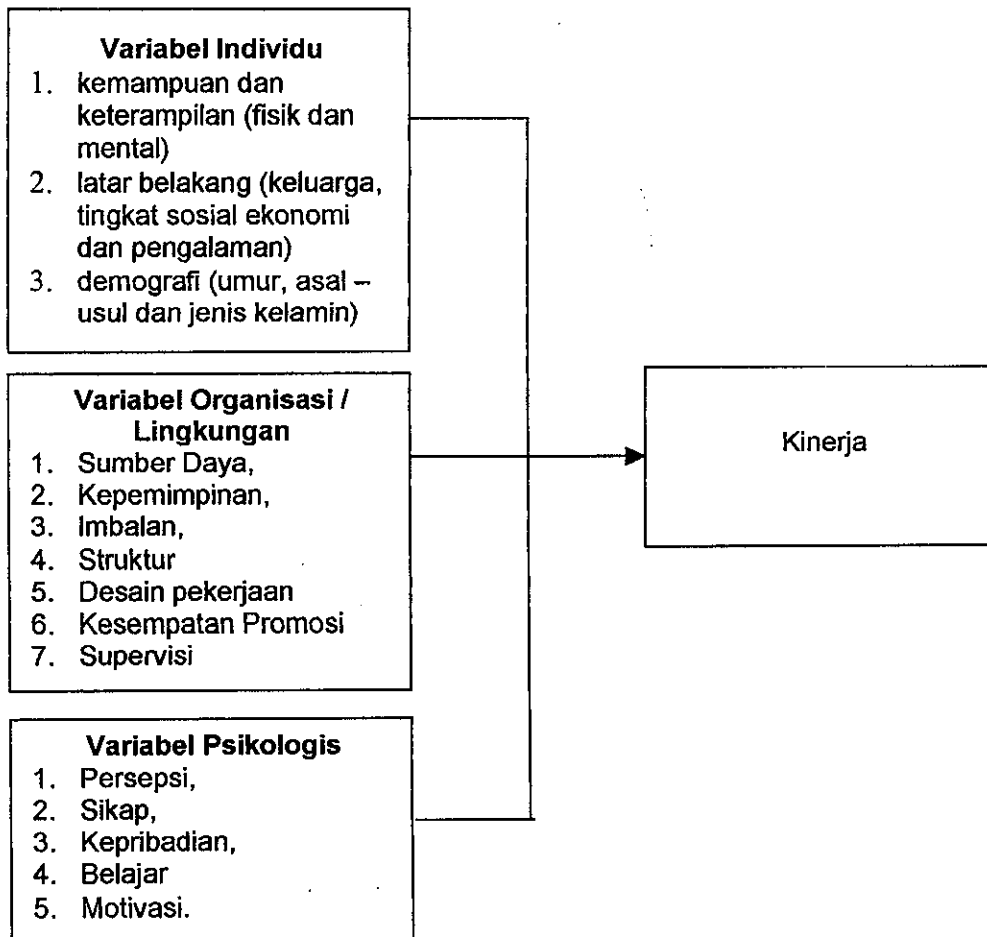 Variabel Individu
1. kemampuan dan
keterampilan (fisik dan
mental)
2. latar belakang (keluarga,
tingkat sosial ekonomi
dan pengalaman)
3. demografi (umur, asal –
usul dan jenis kelamin)
Variabel Organisasi /
Lingkungan
1. Sumber Daya,
2. Kepemimpinan,
3. Imbalan,
4. Struktur
5. Desain pekerjaan
6. Kesempatan Promosi
7. Supervisi
Variabel Psikologis
1. Persepsi,
2. Sikap,
3. Kepribadian,
4. Belajar
5. Motivasi.
Kinerja